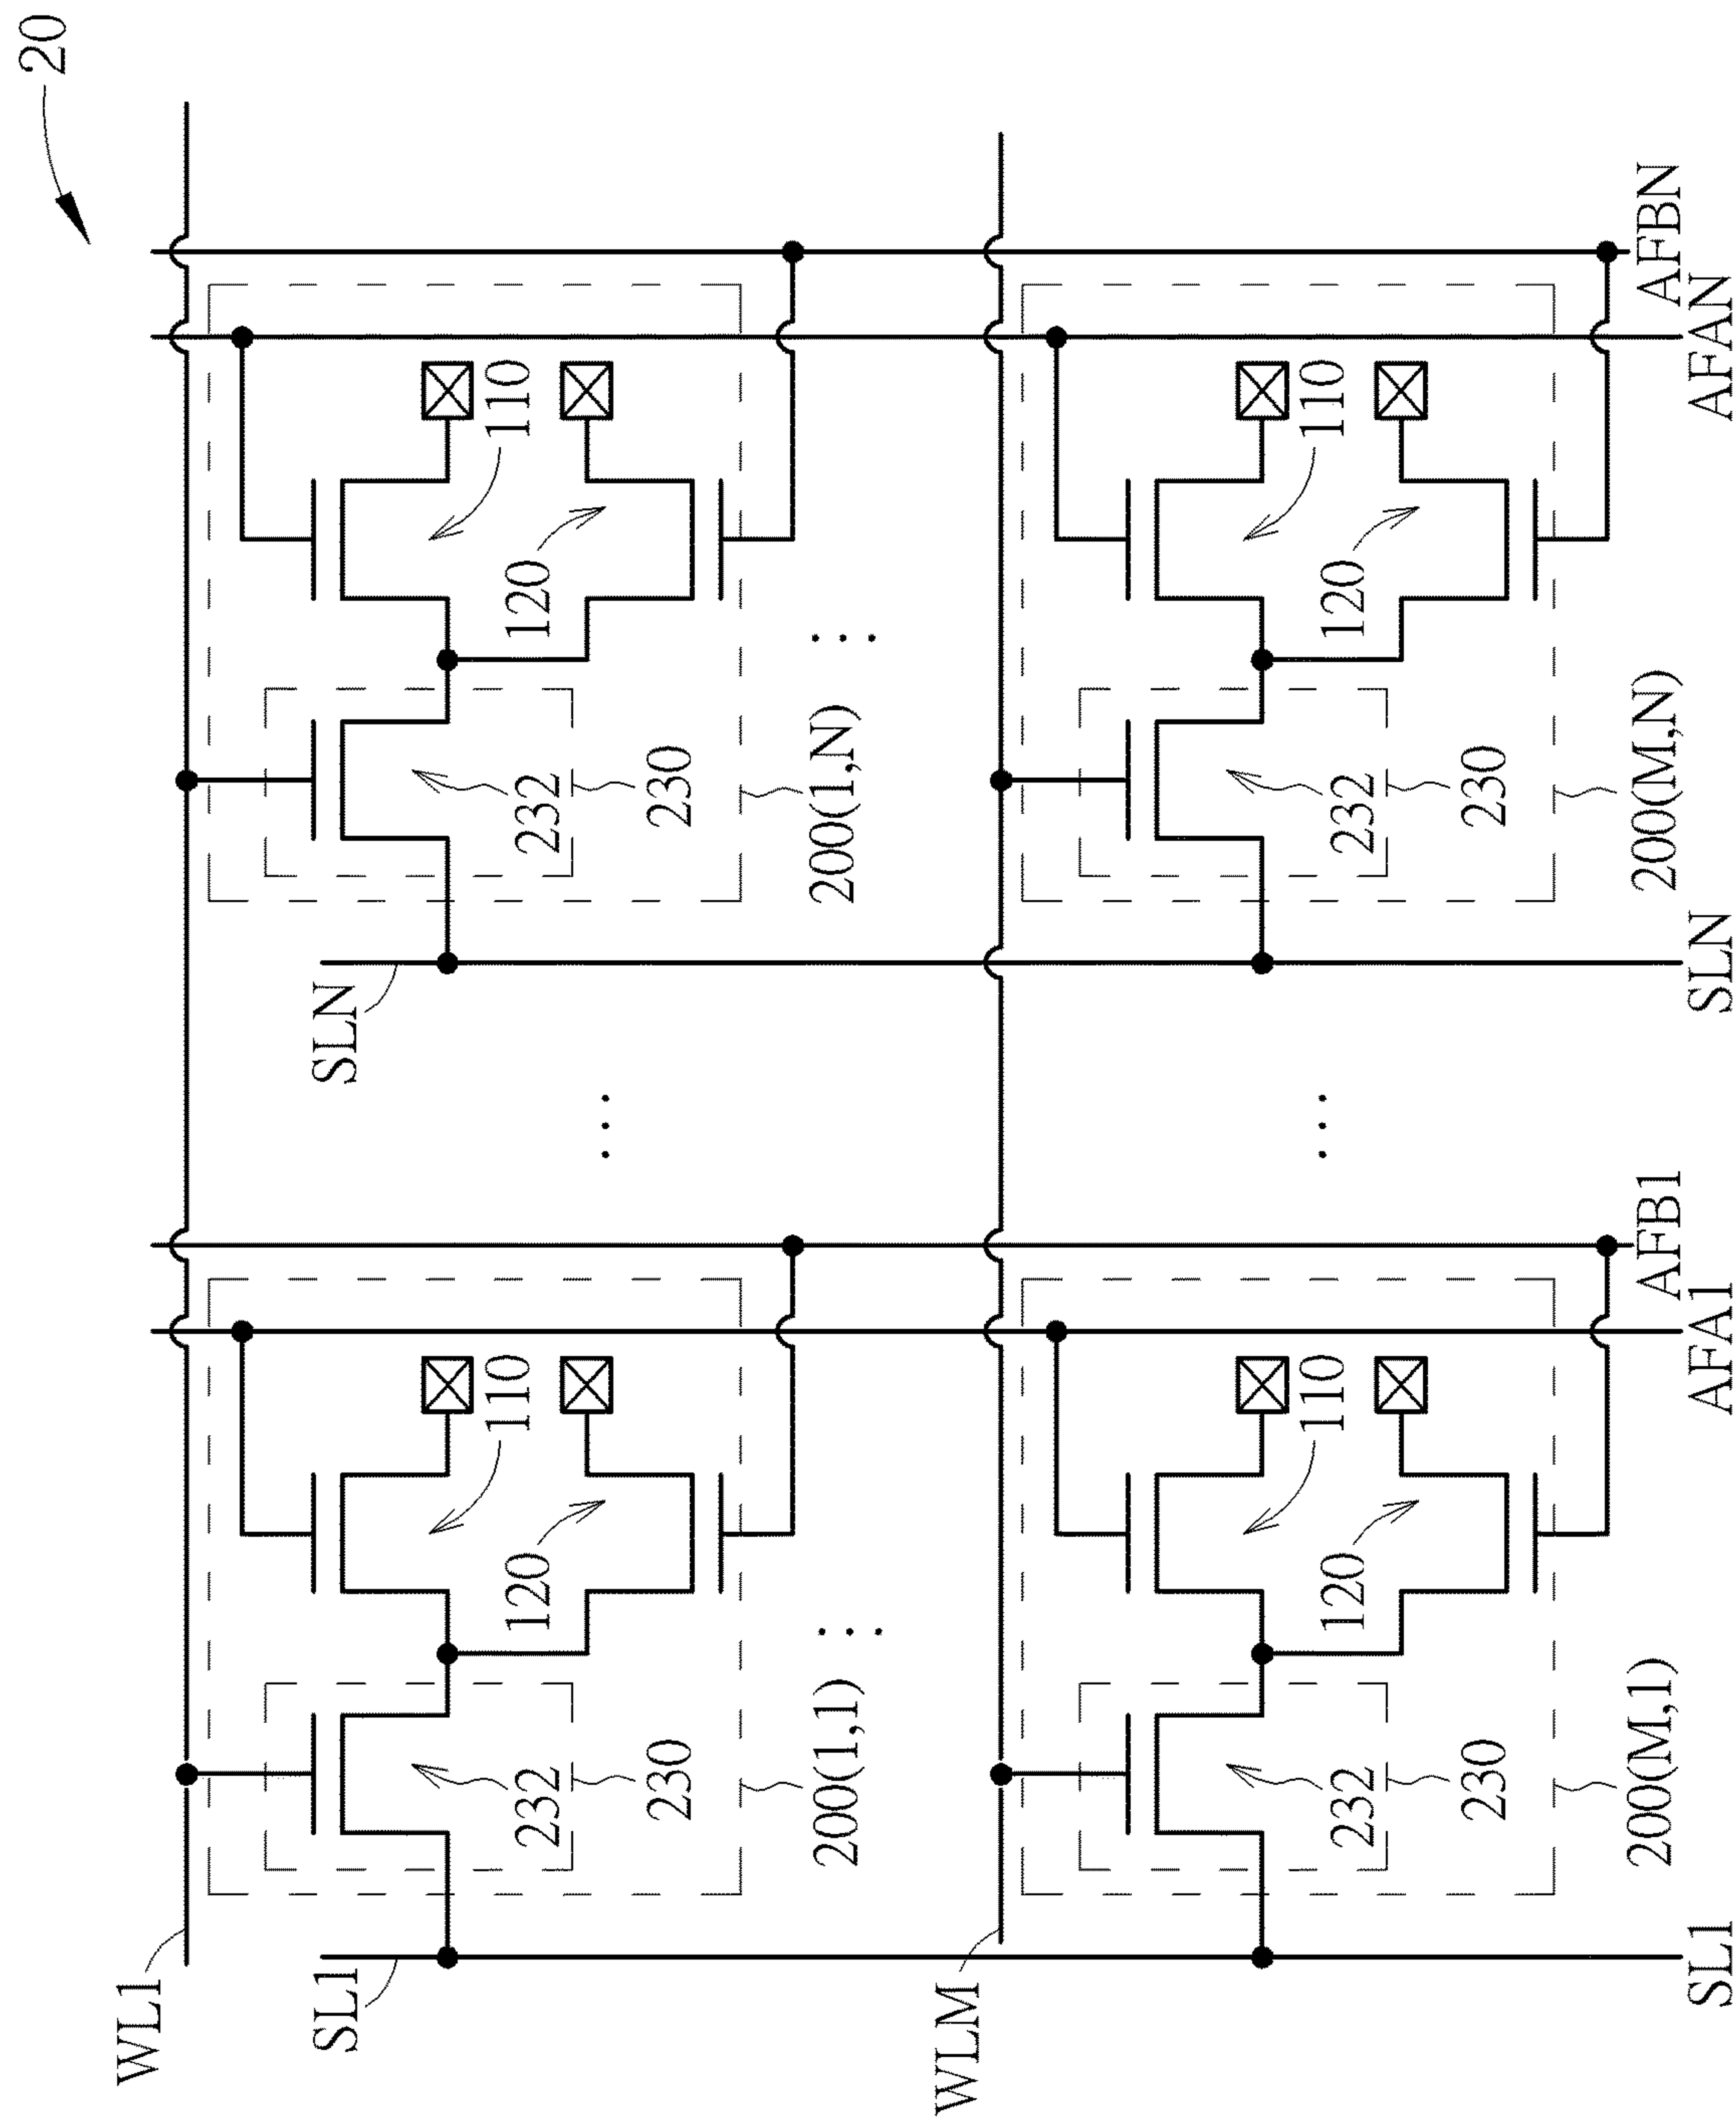 20
WL1
SL1
SLN
110
110
232
120
232
120
230
230
200(1,1)
200(1,N)
WLM
110
110
232
120
232
120
230
230
200(M,1)
AFB1
200(M,N)
AFBN
SL1
AFA1
SLN
AFAN